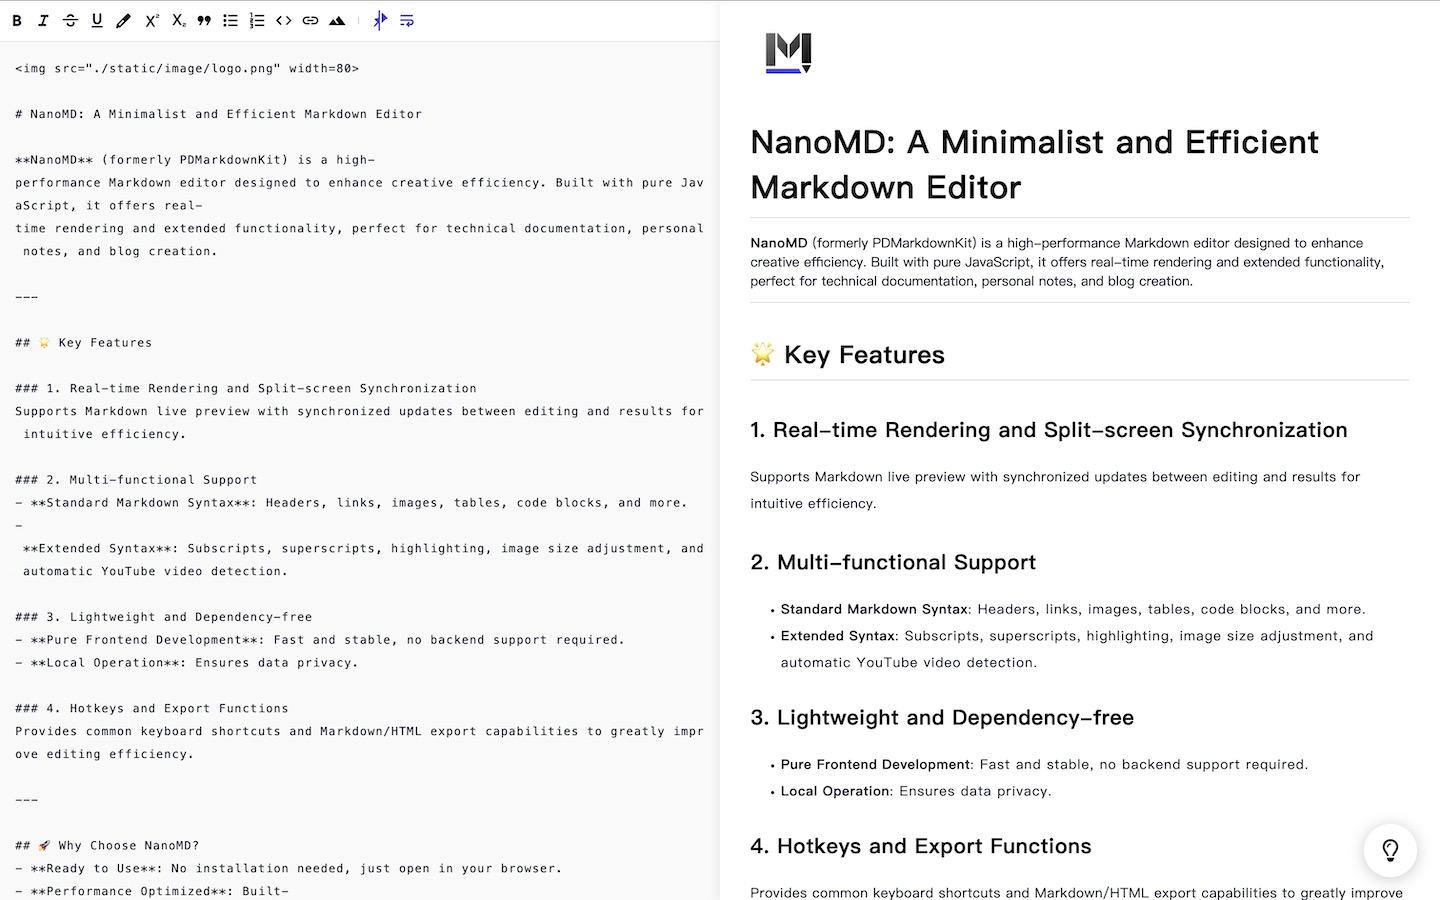 B I S U X² X₂
<img src="./static/image/logo.png" width=80>
# NanoMD: A Minimalist and Efficient Markdown Editor
**NanoMD** (formerly PDMarkdownKit) is a high-
performance Markdown editor designed to enhance creative efficiency. Built with pure Jav
aScript, it offers real-
time rendering and extended functionality, perfect for technical documentation, personal
notes, and blog creation.
---
## 🌟 Key Features
### 1. Real-time Rendering and Split-screen Synchronization
Supports Markdown live preview with synchronized updates between editing and results for
intuitive efficiency.
### 2. Multi-functional Support
- **Standard Markdown Syntax**: Headers, links, images, tables, code blocks, and more.
-
**Extended Syntax**: Subscripts, superscripts, highlighting, image size adjustment, and
automatic YouTube video detection.
### 3. Lightweight and Dependency-free
- **Pure Frontend Development**: Fast and stable, no backend support required.
- **Local Operation**: Ensures data privacy.
### 4. Hotkeys and Export Functions
Provides common keyboard shortcuts and Markdown/HTML export capabilities to greatly impr
ove editing efficiency.
---
## 🚀 Why Choose NanoMD?
- **Ready to Use**: No installation needed, just open in your browser.
- **Performance Optimized**: Built-
M
NanoMD: A Minimalist and Efficient
Markdown Editor
NanoMD (formerly PDMarkdownKit) is a high-performance Markdown editor designed to enhance
creative efficiency. Built with pure JavaScript, it offers real-time rendering and extended functionality,
perfect for technical documentation, personal notes, and blog creation.
🌟 Key Features
1. Real-time Rendering and Split-screen Synchronization
Supports Markdown live preview with synchronized updates between editing and results for
intuitive efficiency.
2. Multi-functional Support
• Standard Markdown Syntax: Headers, links, images, tables, code blocks, and more.
• Extended Syntax: Subscripts, superscripts, highlighting, image size adjustment, and
automatic YouTube video detection.
3. Lightweight and Dependency-free
• Pure Frontend Development: Fast and stable, no backend support required.
• Local Operation: Ensures data privacy.
4. Hotkeys and Export Functions
Provides common keyboard shortcuts and Markdown/HTML export capabilities to greatly improve